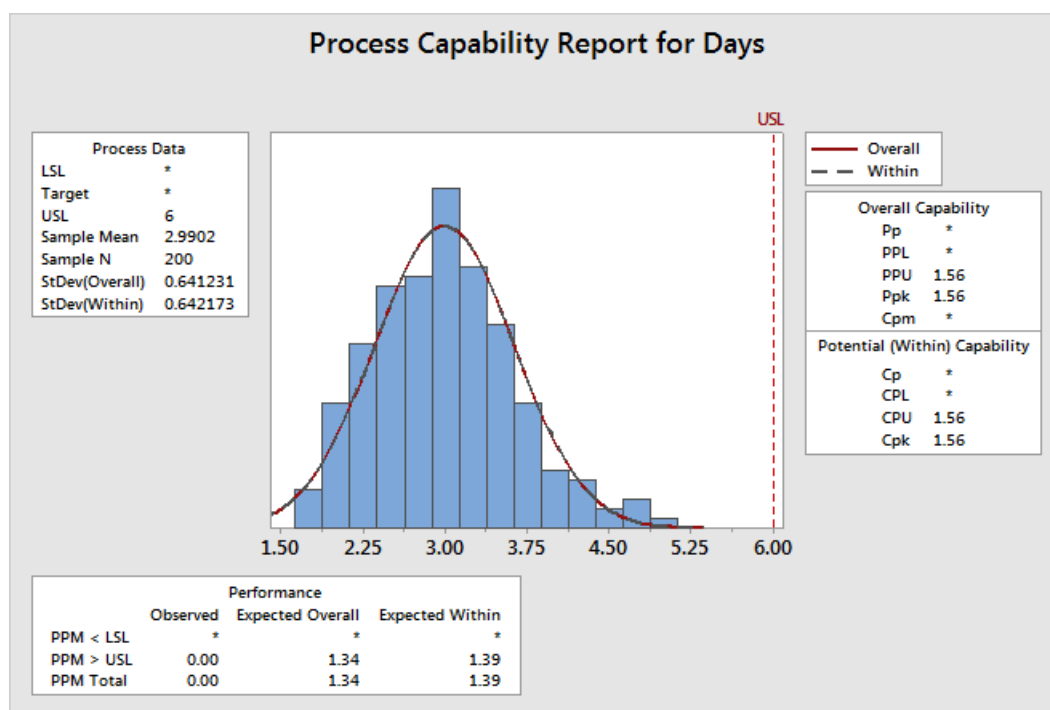 Process Capability Report for Days
USL
Process Data
LSL *
Target *
USL 6
Sample Mean 2.9902
Sample N 200
StDev(Overall) 0.641231
StDev(Within) 0.642173
Overall
Within
Overall Capability
Pp *
PPL *
PPU 1.56
Ppk 1.56
Cpm *
Potential (Within) Capability
Cp *
CPL *
CPU 1.56
Cpk 1.56
1.50 2.25 3.00 3.75 4.50 5.25 6.00
Performance
Observed Expected Overall Expected Within
PPM < LSL * * *
PPM > USL 0.00 1.34 1.39
PPM Total 0.00 1.34 1.39